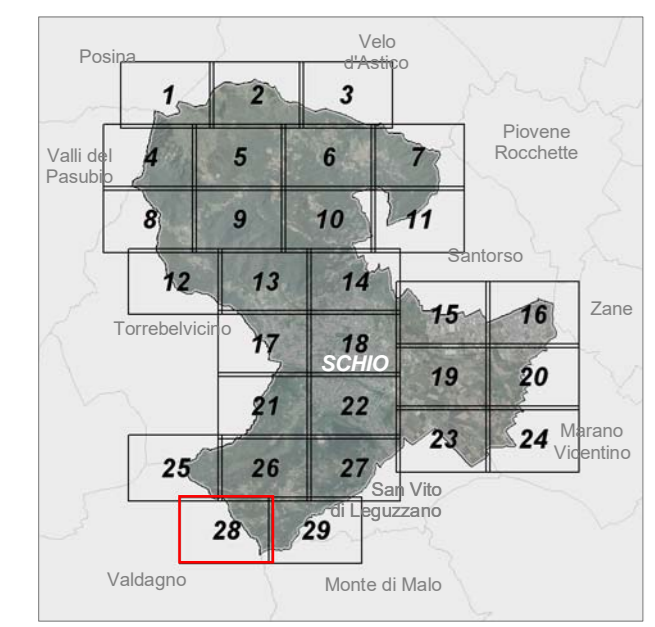 Velo
d'Astico
Posina
1 2 3
Piovene
Rocchette
Valli del
Pasubio
4 5 6 7
8 9 10 11
Santorso
12 13 14
15 16
Zane
Torrebelvicino
17 18
SCHIO
19 20
21 22
23 24
Marano
Vicentino
25 26 27
San Vito
di Leguzzano
28 29
Valdagno
Monte di Malo